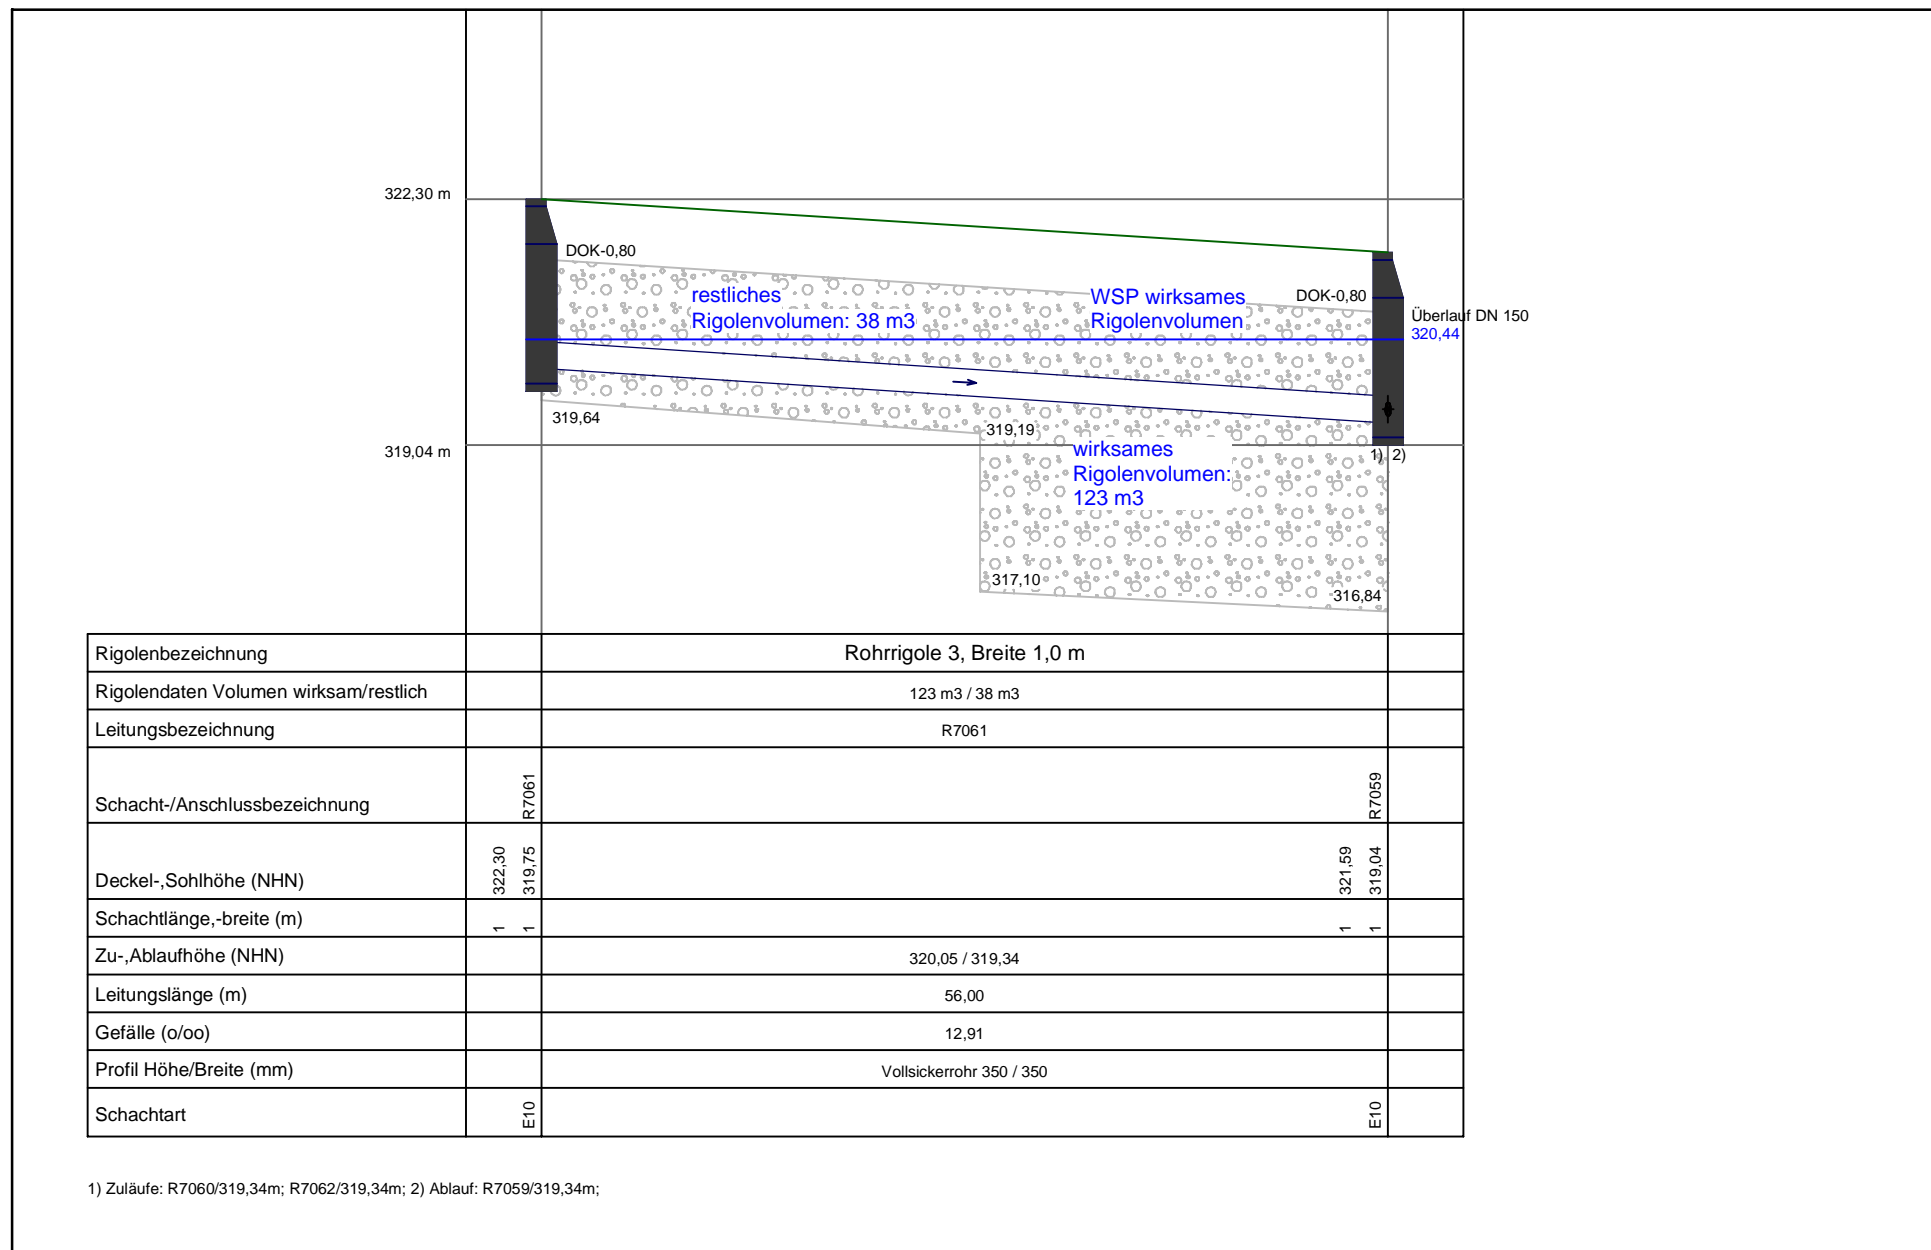 322,30 m
DOK-0,80
restliches
Rigolenvolumen: 38 m3
WSP wirksames
Rigolenvolumen
DOK-0,80
Überlauf DN 150
320,44
319,64
319,19
319,04 m
wirksames
Rigolenvolumen:
123 m3
1) 2)
317,10
316,84
Rigolenbezeichnung Rohrrigole 3, Breite 1,0 m
Rigolendaten Volumen wirksam/restlich 123 m3 / 38 m3
Leitungsbezeichnung R7061
Schacht-/Anschlussbezeichnung R7061 R7059
Deckel-,Sohlhöhe (NHN) 322,30 319,75 321,59 319,04
Schachtlänge,-breite (m) 1 1 1 1
Zu-,Ablaufhöhe (NHN) 320,05 / 319,34
Leitungslänge (m) 56,00
Gefälle (o/oo) 12,91
Profil Höhe/Breite (mm) Vollsickerrohr 350 / 350
Schachtart E10 E10
1) Zuläufe: R7060/319,34m; R7062/319,34m; 2) Ablauf: R7059/319,34m;